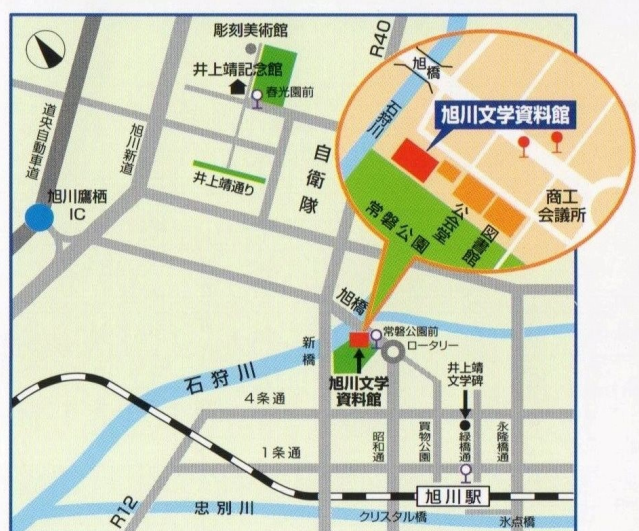 彫刻美術館
井上靖記念館
春光園前
R40
旭橋
石狩川
旭川文学資料館
商工
会議所
図書館
公会堂
常磐公園
道央自動車道
旭川新道
旭川鷹栖
IC
井上靖通り
自衛隊
旭橋
新橋
常磐公園前
ロータリー
旭川文学
資料館
井上靖
文学碑
石狩川
4条通
1条通
昭和通
買物公園
緑橋通
永隆橋通
旭川駅
R12
忠別川
クリスタル橋
氷点橋